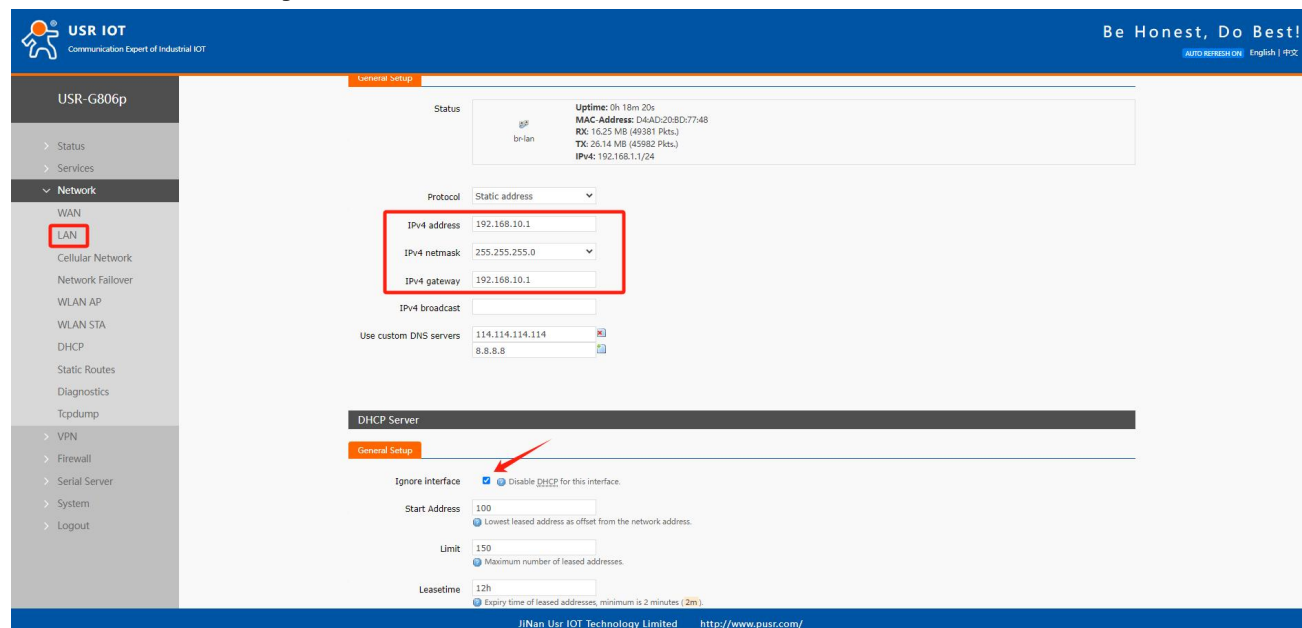 USR IOT
Communication Expert of Industrial IOT
Be Honest, Do Best!
AUTO REFRESH ON English | 中文
USR-G806p
> Status
> Services
Network
WAN
LAN
Cellular Network
Network Failover
WLAN AP
WLAN STA
DHCP
Static Routes
Diagnostics
Tcpdump
> VPN
> Firewall
> Serial Server
> System
> Logout
General Setup
Status
br-lan
Uptime: 0h 18m 20s
MAC-Address: D4:AD:20:BD:77:48
RX: 16.25 MB (49381 Pkts.)
TX: 26.14 MB (45982 Pkts.)
IPv4: 192.168.1.1/24
Protocol Static address
IPv4 address 192.168.10.1
IPv4 netmask 255.255.255.0
IPv4 gateway 192.168.10.1
IPv4 broadcast
Use custom DNS servers 114.114.114.114
8.8.8.8
DHCP Server
General Setup
Ignore interface Disable DHCP for this interface.
Start Address 100
Lowest leased address as offset from the network address.
Limit 150
Maximum number of leased addresses.
Leasetime 12h
Expiry time of leased addresses, minimum is 2 minutes (2m).
JiNan Usr IOT Technology Limited http://www.pusr.com/